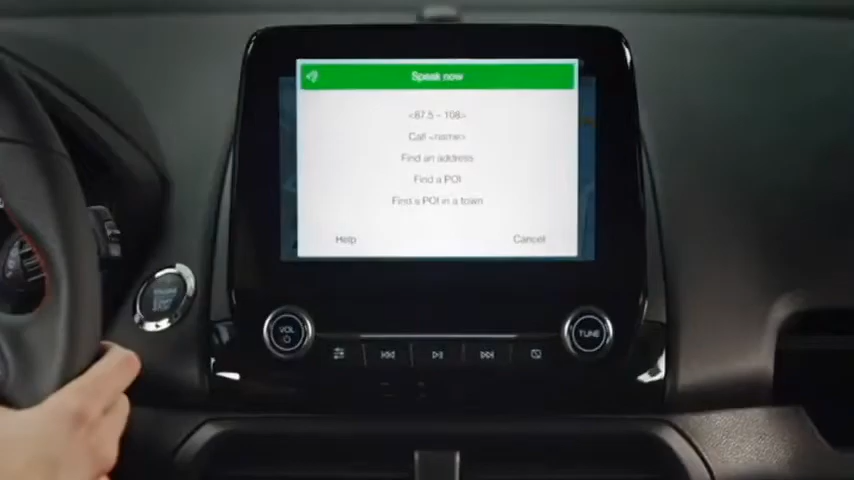 Speak now
<87.5 - 108>
Call <name>
Find an address
Find a POI
Find a POI in a town
Help
Cancel
VOL
TUNE